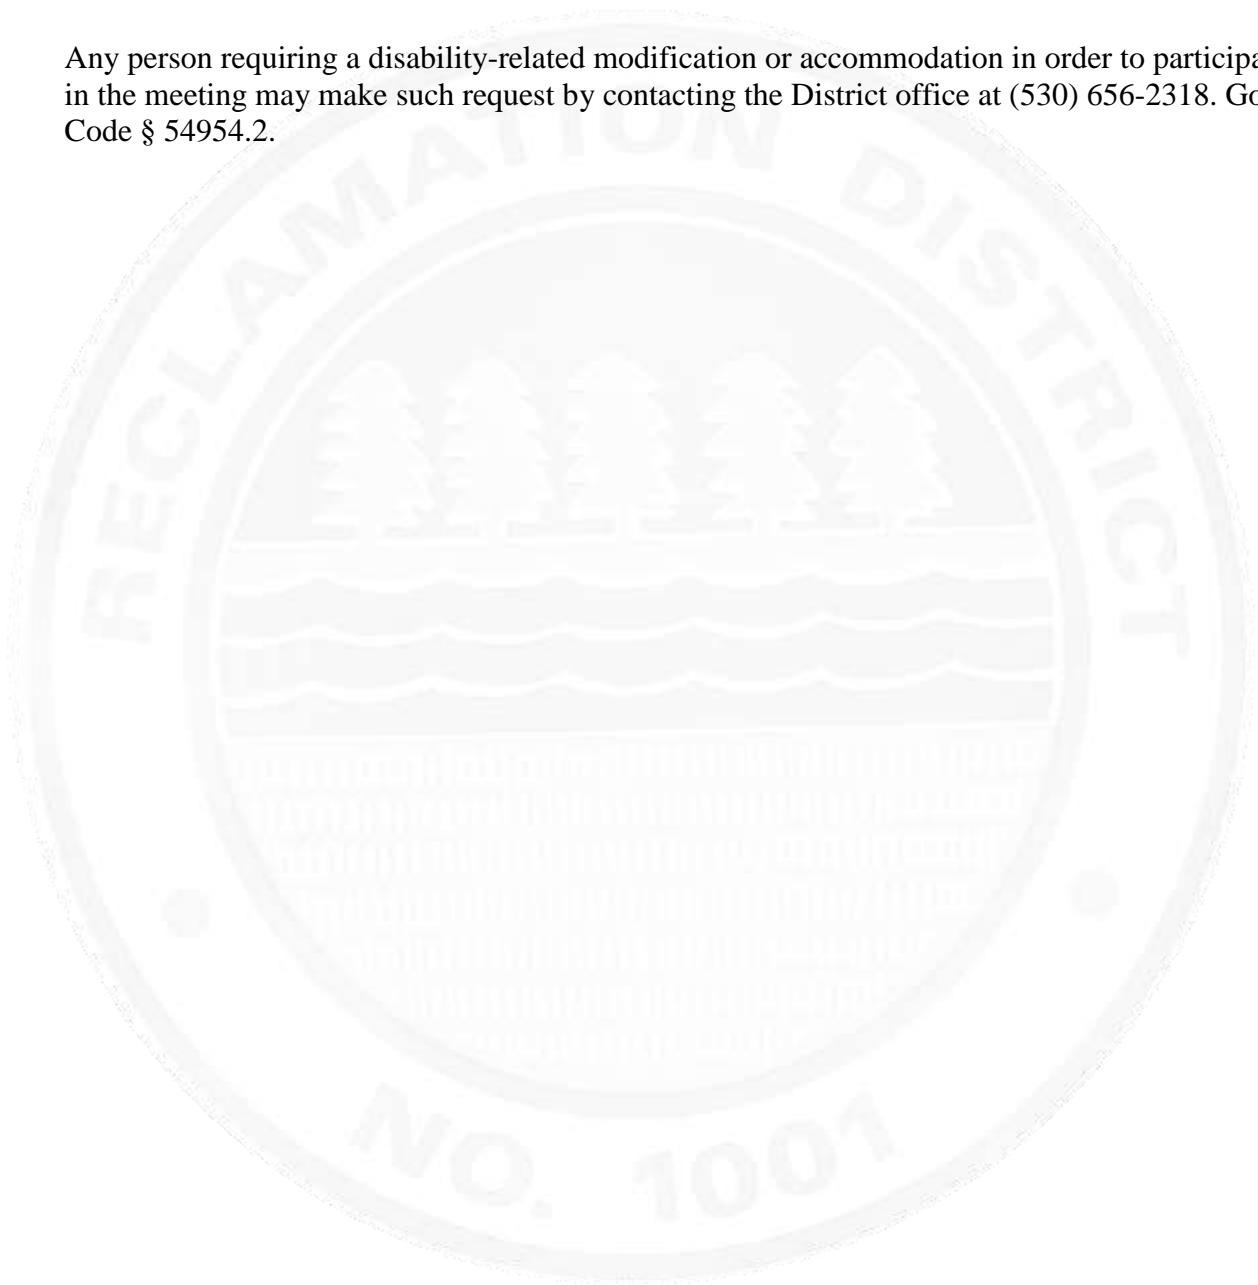 Any person requiring a disability-related modification or accommodation in order to participa
in the meeting may make such request by contacting the District office at (530) 656-2318. Go
Code § 54954.2.
RECLAMATION DISTRICT
NO. 1001